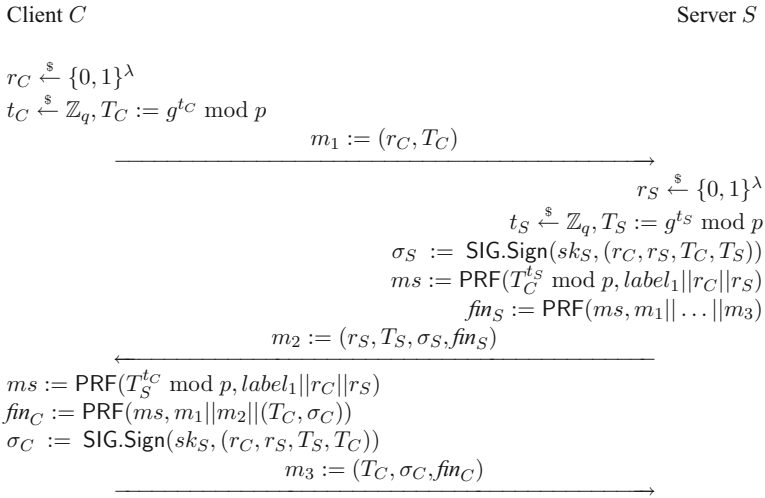 Client C Server S
r_C $← {0, 1}^λ
t_C $← ℤ_q, T_C := g^{t_C} mod p
m_1 := (r_C, T_C)
r_S $← {0, 1}^λ
t_S $← ℤ_q, T_S := g^{t_S} mod p
σ_S := SIG.Sign(sk_S, (r_C, r_S, T_C, T_S))
ms := PRF(T_C^{t_S} mod p, label_1||r_C||r_S)
fin_S := PRF(ms, m_1|| . . . ||m_3)
m_2 := (r_S, T_S, σ_S, fin_S)
ms := PRF(T_S^{t_C} mod p, label_1||r_C||r_S)
fin_C := PRF(ms, m_1||m_2||(T_C, σ_C))
σ_C := SIG.Sign(sk_S, (r_C, r_S, T_S, T_C))
m_3 := (T_C, σ_C, fin_C)